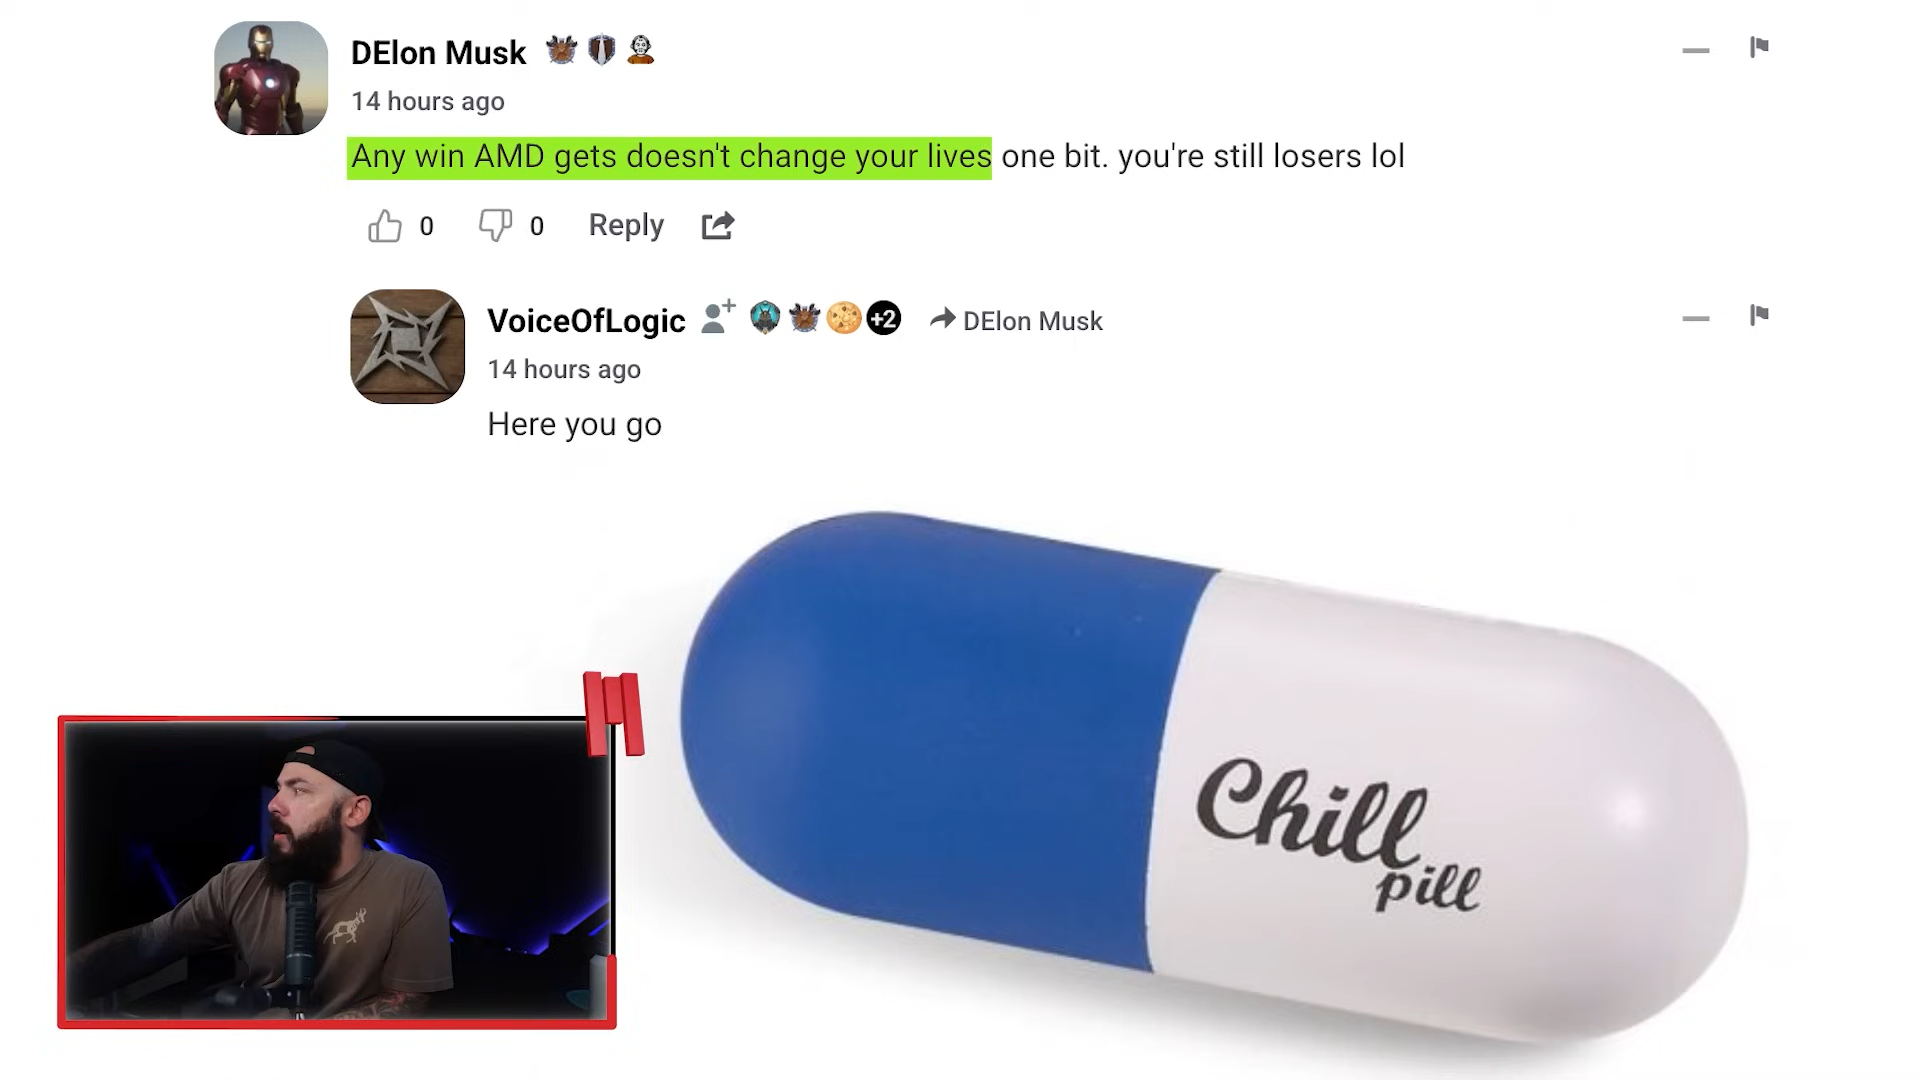 DElon Musk
14 hours ago
Any win AMD gets doesn't change your lives one bit. you're still losers lol
0 0 Reply
VoiceOfLogic +2 DElon Musk
14 hours ago
Here you go
Chill
pill